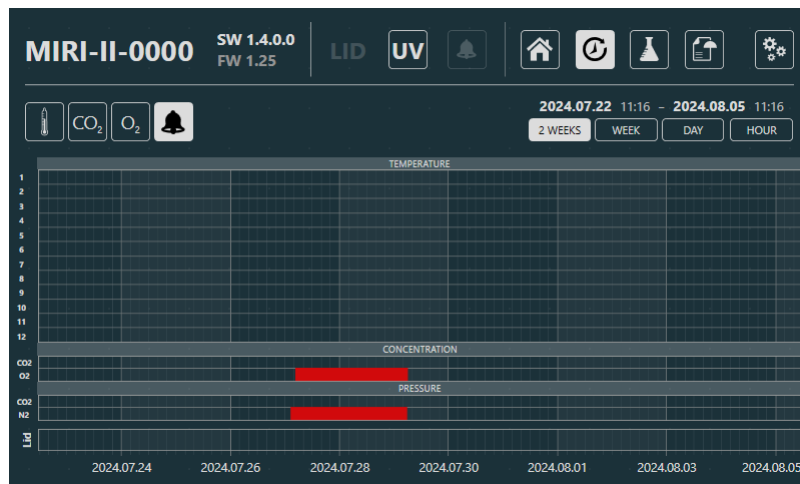 MIRI-II-0000
SW 1.4.0.0
FW 1.25
LID
UV
CO2
O2
2024.07.22 11:16 – 2024.08.05 11:16
2 WEEKS
WEEK
DAY
HOUR
TEMPERATURE
1
2
3
4
5
6
7
8
9
10
11
12
CONCENTRATION
CO2
O2
PRESSURE
CO2
N2
Lid
2024.07.24
2024.07.26
2024.07.28
2024.07.30
2024.08.01
2024.08.03
2024.08.05